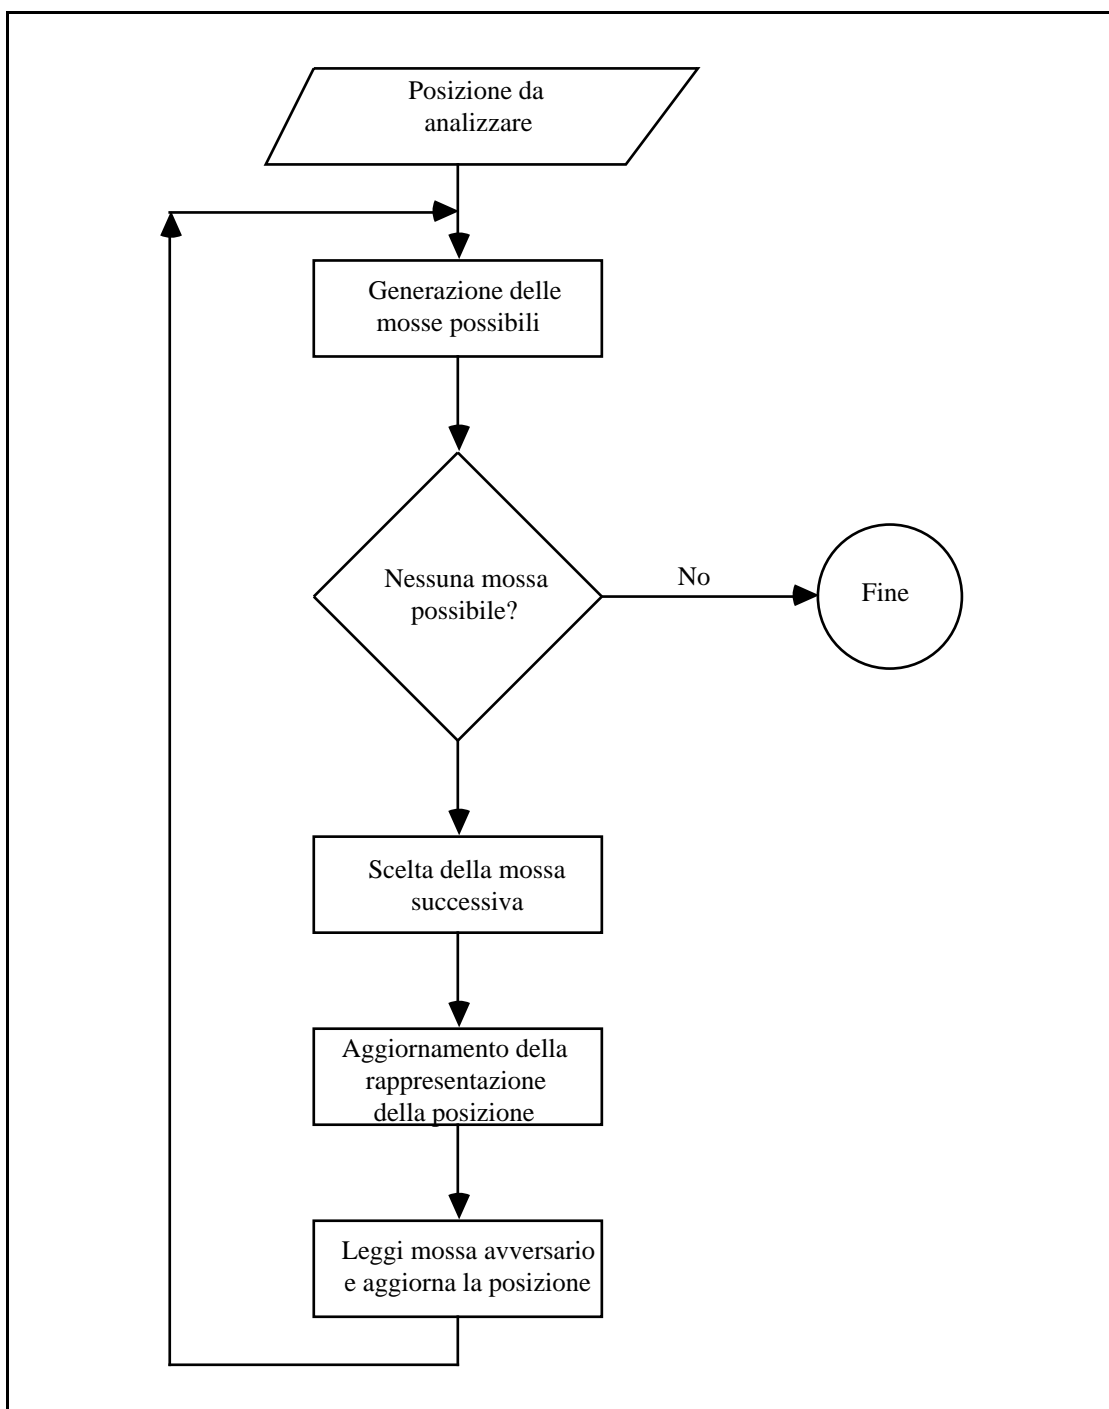 Posizione da
analizzare
Generazione delle
mosse possibili
Nessuna mossa
possibile?
No
Fine
Scelta della mossa
successiva
Aggiornamento della
rappresentazione
della posizione
Leggi mossa avversario
e aggiorna la posizione